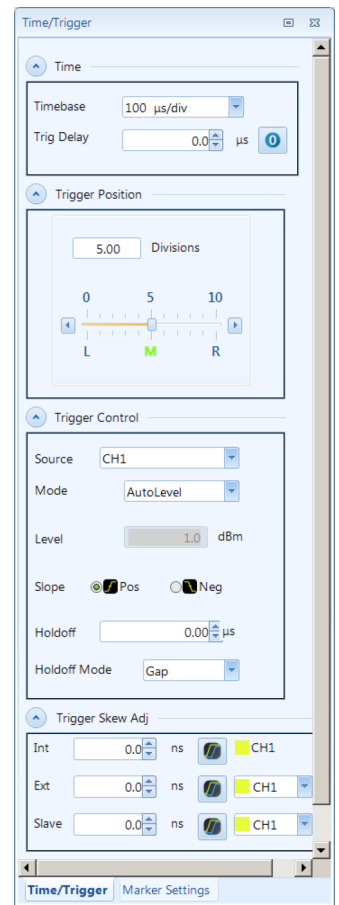 Time/Trigger
Time
Timebase 100 µs/div
Trig Delay 0.0 µs 0
Trigger Position
5.00 Divisions
0 5 10
L M R
Trigger Control
Source CH1
Mode AutoLevel
Level 1.0 dBm
Slope Pos Neg
Holdoff 0.00 µs
Holdoff Mode Gap
Trigger Skew Adj
Int 0.0 ns CH1
Ext 0.0 ns CH1
Slave 0.0 ns CH1
Time/Trigger Marker Settings